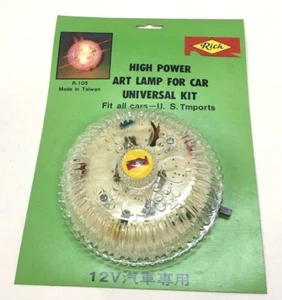 Rich
R-105
Made in Taiwan
HIGH POWER
ART LAMP FOR CAR
UNIVERSAL KIT
Fit all cars—U. S. Tmports
12V汽車專用